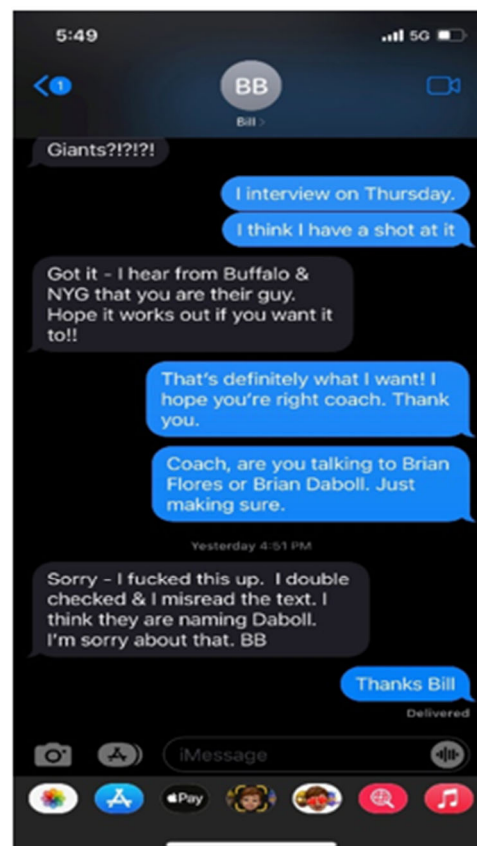 5:49
5G
1
BB
Bill >
Giants?!?!?!
I interview on Thursday.
I think I have a shot at it
Got it - I hear from Buffalo &
NYG that you are their guy.
Hope it works out if you want it
to!!
That's definitely what I want! I
hope you're right coach. Thank
you.
Coach, are you talking to Brian
Flores or Brian Daboll. Just
making sure.
Yesterday 4:51 PM
Sorry - I fucked this up.  I double
checked & I misread the text. I
think they are naming Daboll.
I'm sorry about that. BB
Thanks Bill
Delivered
iMessage
Pay